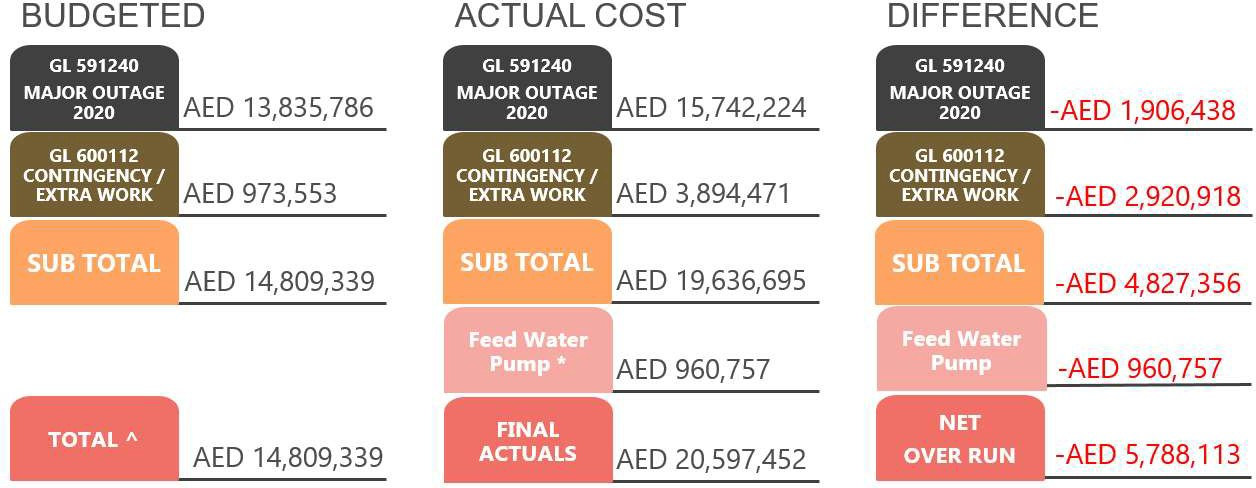 BUDGETED
GL 591240
MAJOR OUTAGE
2020
AED 13,835,786
GL 600112
CONTINGENCY /
EXTRA WORK
AED 973,553
SUB TOTAL
AED 14,809,339
TOTAL ^
AED 14,809,339
ACTUAL COST
GL 591240
MAJOR OUTAGE
2020
AED 15,742,224
GL 600112
CONTINGENCY /
EXTRA WORK
AED 3,894,471
SUB TOTAL
AED 19,636,695
Feed Water
Pump *
AED 960,757
FINAL
ACTUALS
AED 20,597,452
DIFFERENCE
GL 591240
MAJOR OUTAGE
2020
-AED 1,906,438
GL 600112
CONTINGENCY /
EXTRA WORK
-AED 2,920,918
SUB TOTAL
-AED 4,827,356
Feed Water
Pump
-AED 960,757
NET
OVER RUN
-AED 5,788,113